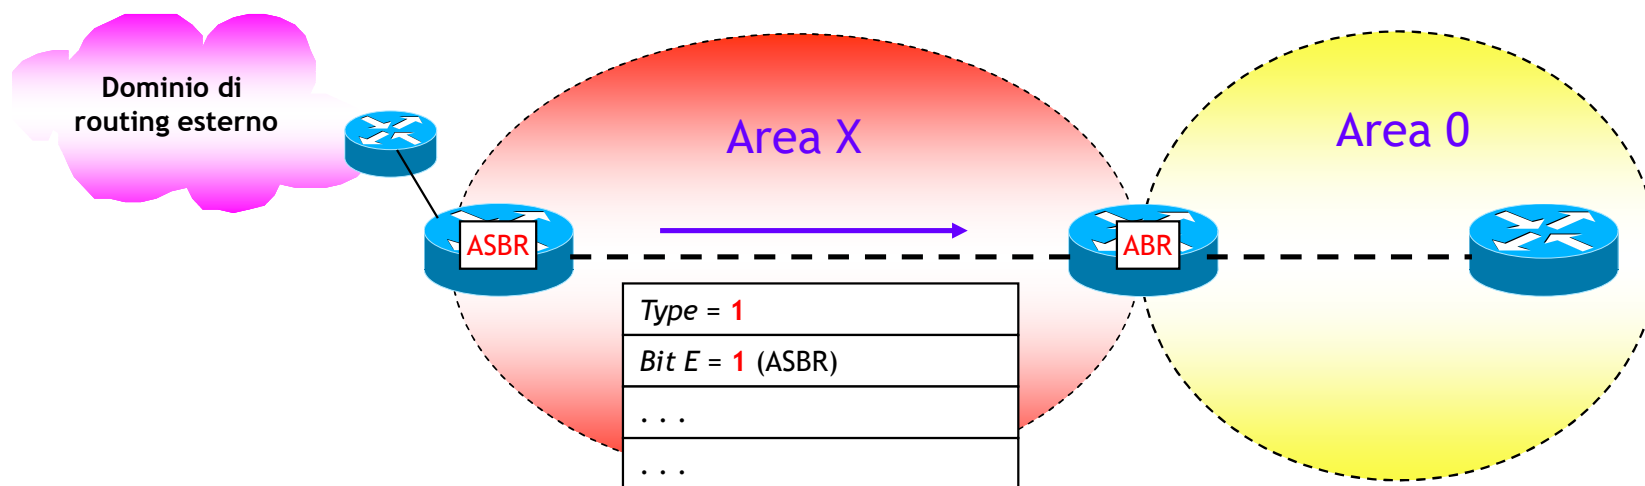 Dominio di
routing esterno
Area X
Area 0
ASBR
ABR
Type = 1
Bit E = 1 (ASBR)
. . .
. . .